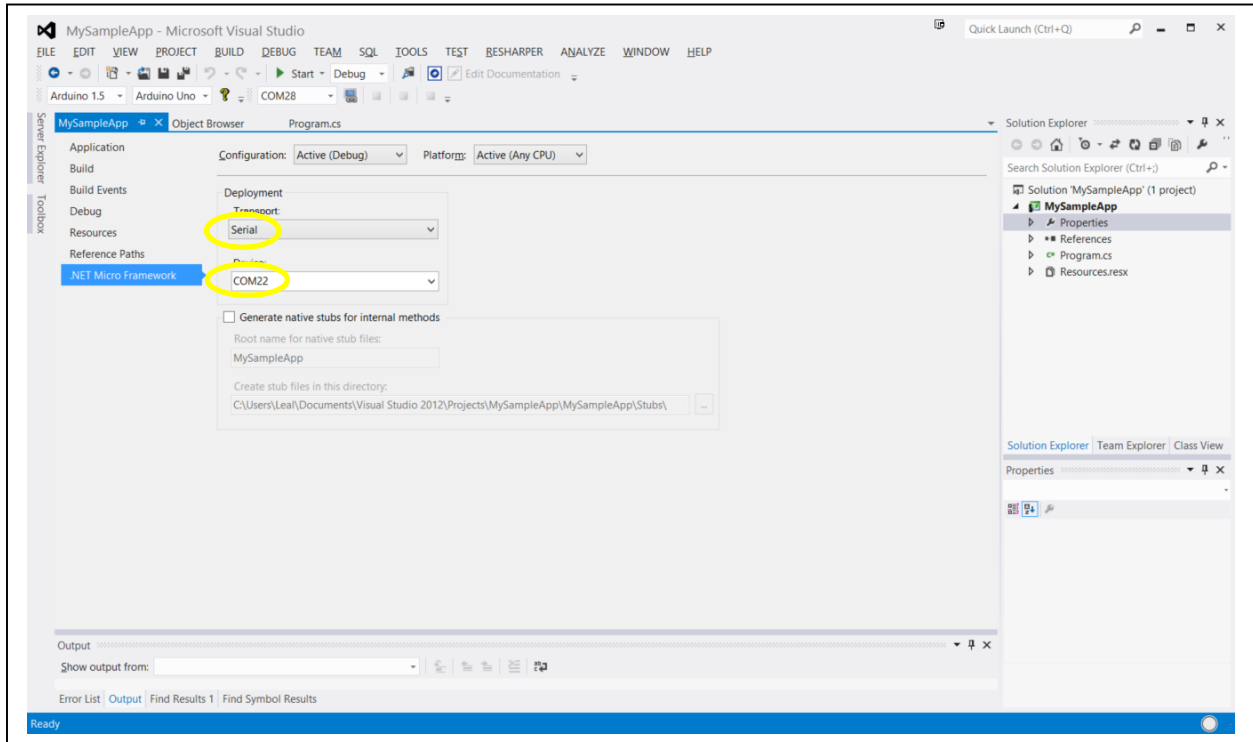 MySampleApp - Microsoft Visual Studio
Quick Launch (Ctrl+Q)
FILE EDIT VIEW PROJECT BUILD DEBUG TEAM SQL TOOLS TEST RESHARPER ANALYZE WINDOW HELP
Start Debug Edit Documentation
Arduino 1.5 Arduino Uno COM28
Server Explorer
Toolbox
MySampleApp Object Browser Program.cs
Application
Build
Build Events
Debug
Resources
Reference Paths
.NET Micro Framework
Configuration: Active (Debug) Platform: Active (Any CPU)
Deployment
Transport:
Serial
Device:
COM22
Generate native stubs for internal methods
Root name for native stub files:
MySampleApp
Create stub files in this directory:
C:\Users\Leal\Documents\Visual Studio 2012\Projects\MySampleApp\MySampleApp\Stubs\ ...
Solution Explorer
Search Solution Explorer (Ctrl+;)
Solution 'MySampleApp' (1 project)
MySampleApp
Properties
References
Program.cs
Resources.resx
Solution Explorer Team Explorer Class View
Properties
Output
Show output from:
Error List Output Find Results 1 Find Symbol Results
Ready